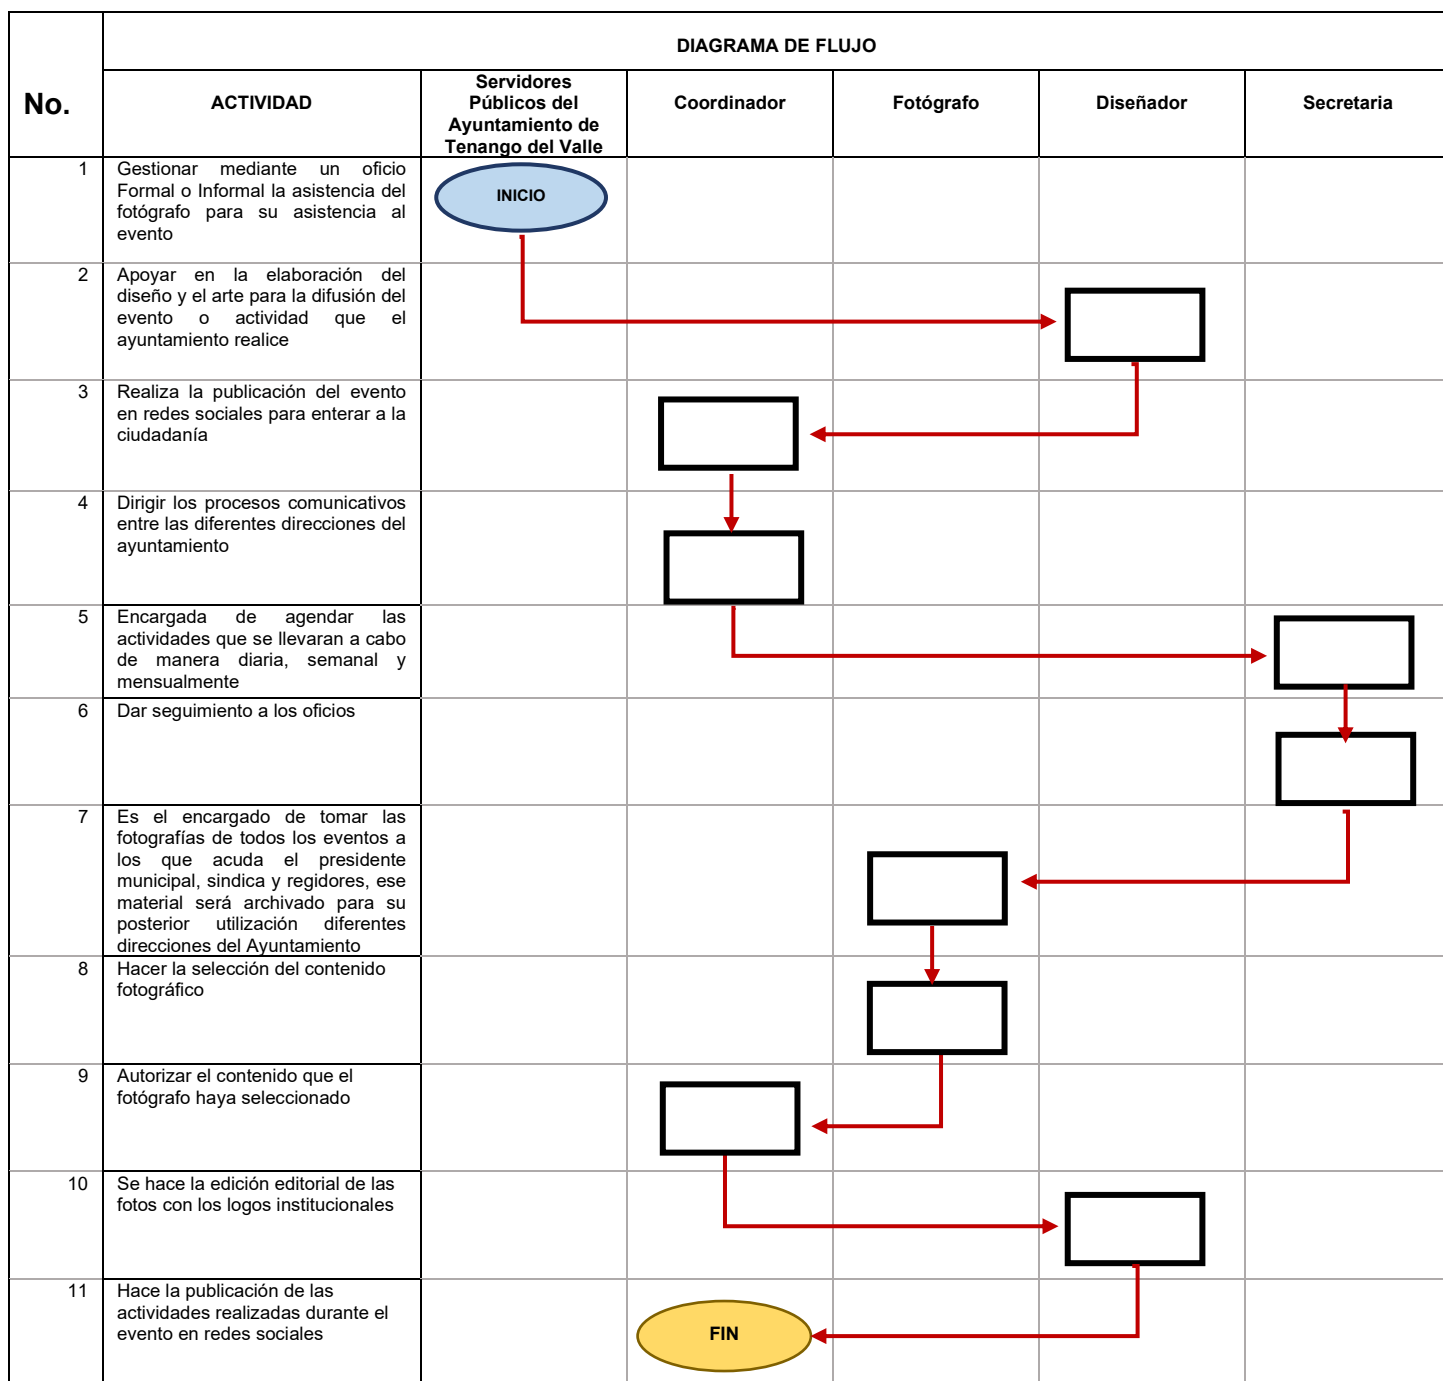 DIAGRAMA DE FLUJO
No.
ACTIVIDAD
Servidores
Públicos del
Ayuntamiento de
Tenango del Valle
Coordinador
Fotógrafo
Diseñador
Secretaria
1
Gestionar mediante un oficio
Formal o Informal la asistencia del
fotógrafo para su asistencia al
evento
INICIO
2
Apoyar en la elaboración del
diseño y el arte para la difusión del
evento o actividad que el
ayuntamiento realice
3
Realiza la publicación del evento
en redes sociales para enterar a la
ciudadanía
4
Dirigir los procesos comunicativos
entre las diferentes direcciones del
ayuntamiento
5
Encargada de agendar las
actividades que se llevaran a cabo
de manera diaria, semanal y
mensualmente
6
Dar seguimiento a los oficios
7
Es el encargado de tomar las
fotografías de todos los eventos a
los que acuda el presidente
municipal, sindica y regidores, ese
material será archivado para su
posterior utilización diferentes
direcciones del Ayuntamiento
8
Hacer la selección del contenido
fotográfico
9
Autorizar el contenido que el
fotógrafo haya seleccionado
10
Se hace la edición editorial de las
fotos con los logos institucionales
11
Hace la publicación de las
actividades realizadas durante el
evento en redes sociales
FIN